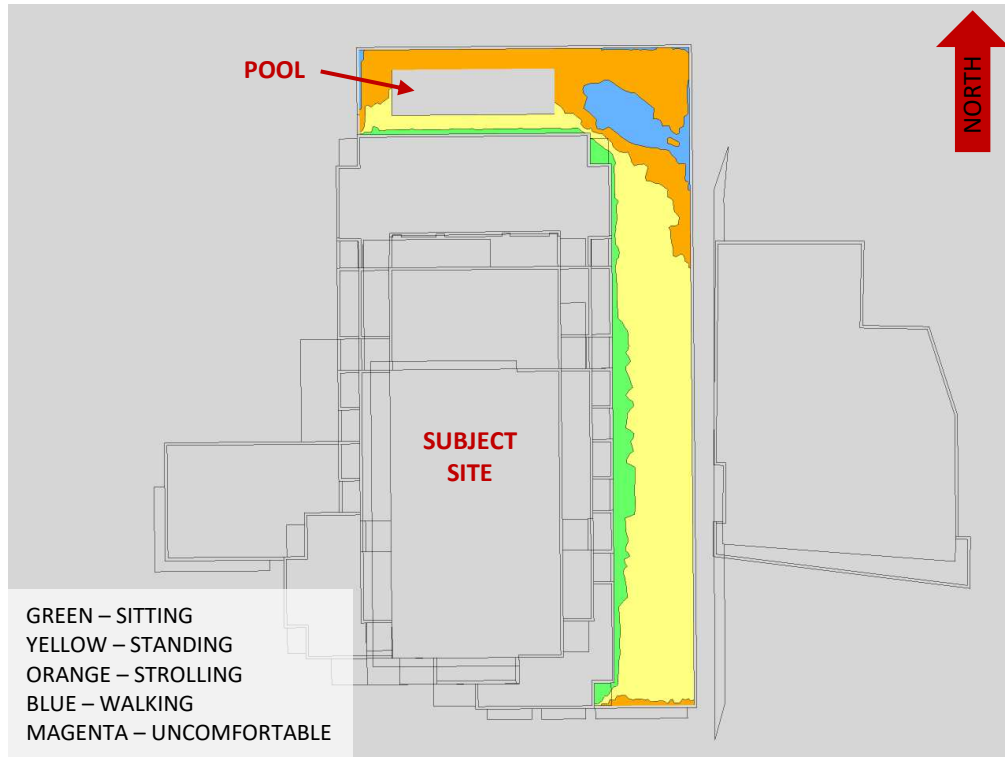 POOL
NORTH
SUBJECT
SITE
GREEN – SITTING
YELLOW – STANDING
ORANGE – STROLLING
BLUE – WALKING
MAGENTA – UNCOMFORTABLE